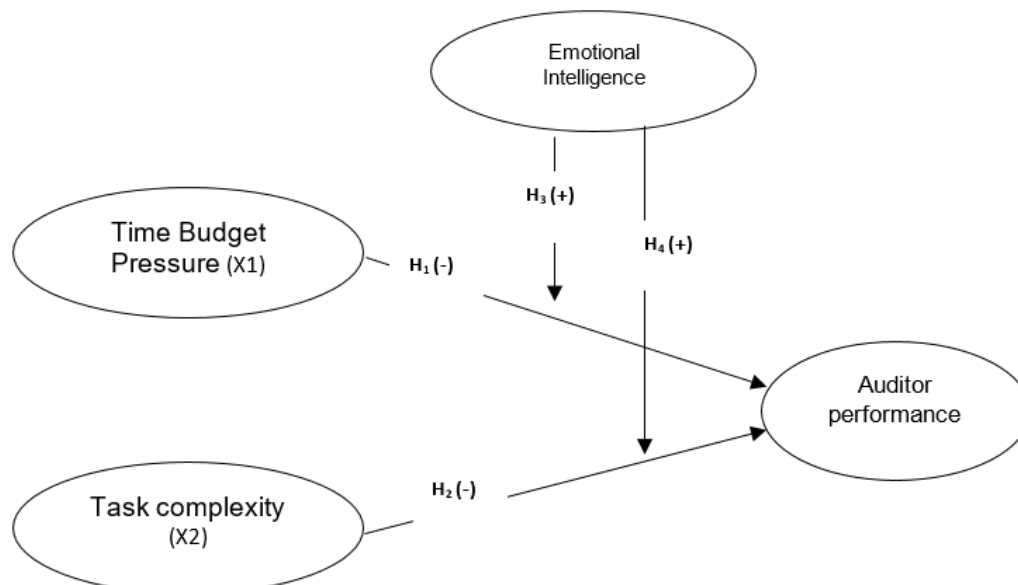 Emotional
Intelligence
H₃ (+)
Time Budget
Pressure (X1)
H₄ (+)
H₁ (-)
Auditor
performance
H₂ (-)
Task complexity
(X2)